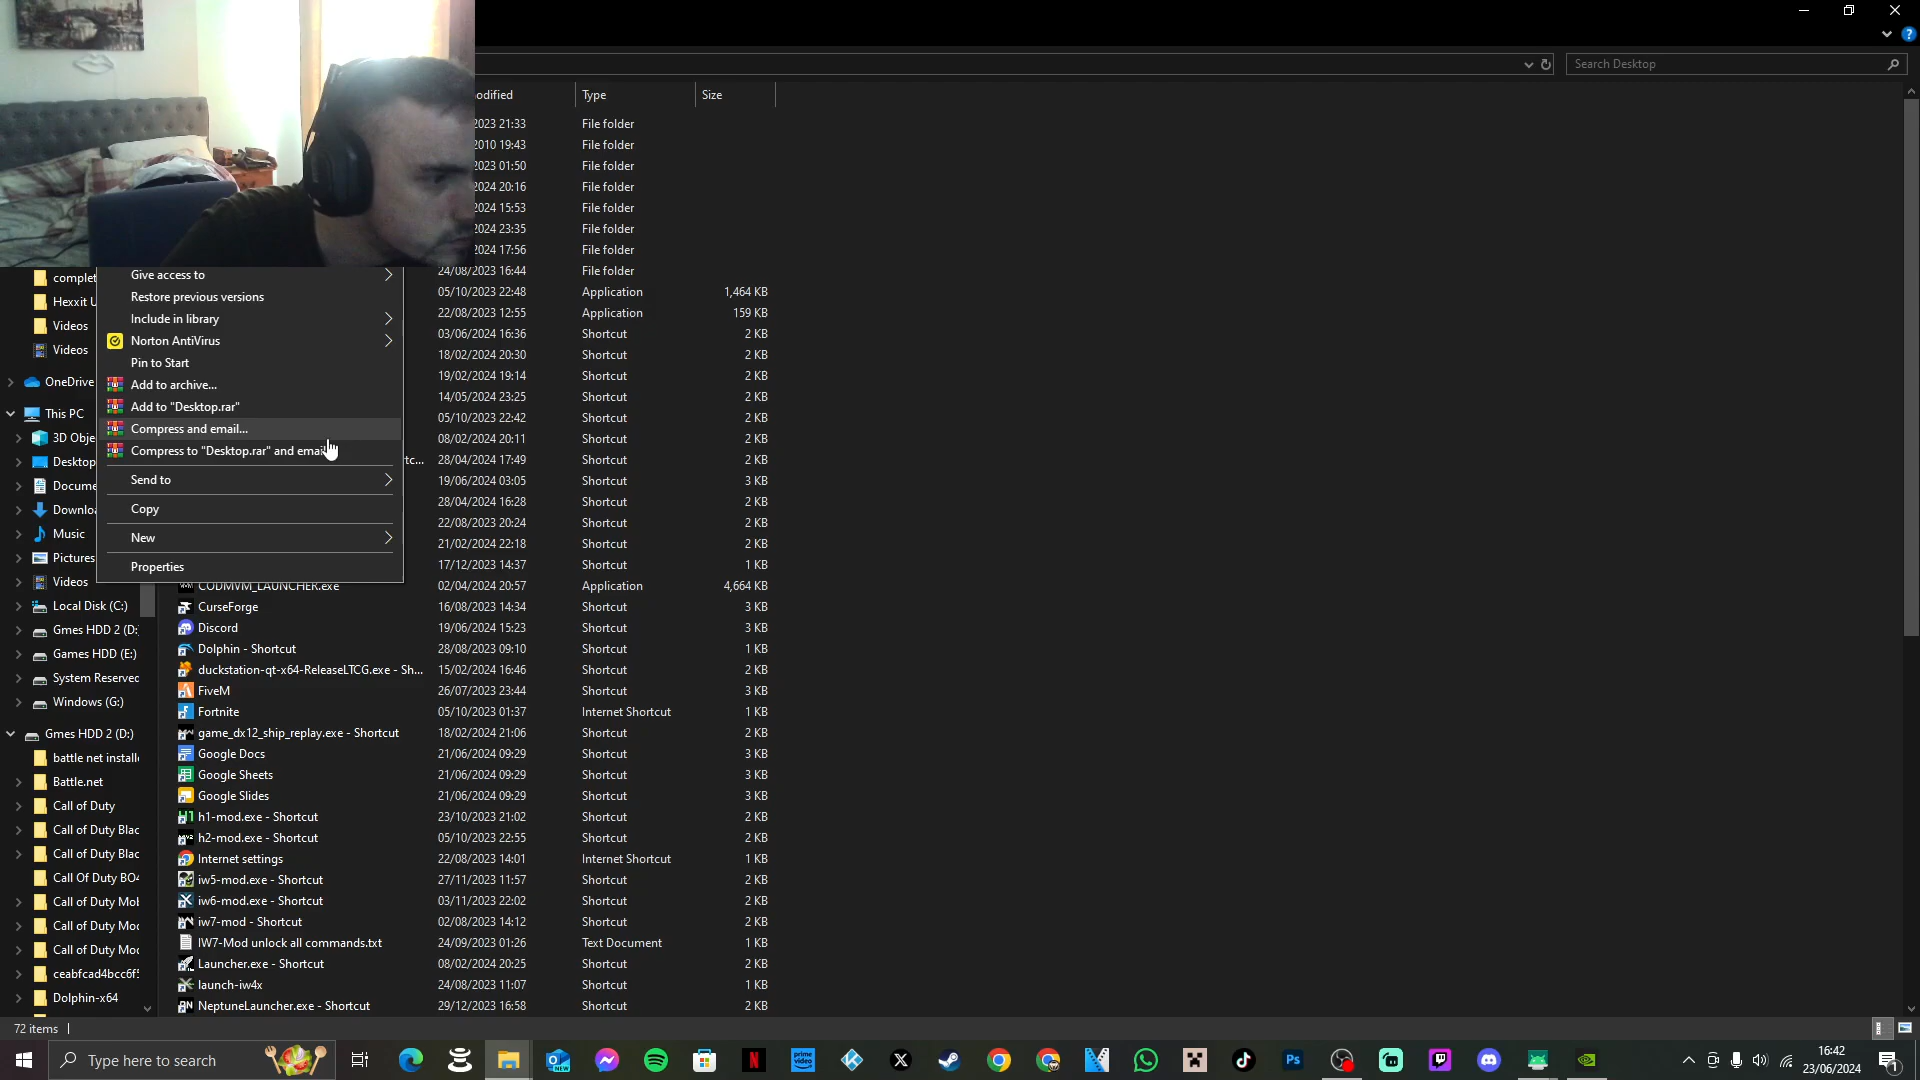 Search Desktop
Type
Size
2023 21:33 File folder
2010 19:43 File folder
2023 01:50 File folder
2024 20:16 File folder
2024 15:53 File folder
2024 23:35 File folder
2024 17:56 File folder
24/08/2023 16:44 File folder
05/10/2023 22:48 Application 1,464 KB
22/08/2023 12:55 Application 159 KB
03/06/2024 16:36 Shortcut 2 KB
18/02/2024 20:30 Shortcut 2 KB
19/02/2024 19:14 Shortcut 2 KB
14/05/2024 23:25 Shortcut 2 KB
05/10/2023 22:42 Shortcut 2 KB
08/02/2024 20:11 Shortcut 2 KB
28/04/2024 17:49 Shortcut 2 KB
19/06/2024 03:05 Shortcut 3 KB
28/04/2024 16:28 Shortcut 2 KB
22/08/2023 20:24 Shortcut 2 KB
21/02/2024 22:18 Shortcut 2 KB
17/12/2023 14:37 Shortcut 1 KB
CODMVM_LAUNCHER.exe 02/04/2024 20:57 Application 4,664 KB
CurseForge 16/08/2023 14:34 Shortcut 3 KB
Discord 19/06/2024 15:23 Shortcut 3 KB
Dolphin - Shortcut 28/08/2023 09:10 Shortcut 1 KB
duckstation-qt-x64-ReleaseLTCG.exe - Sh... 15/02/2024 16:46 Shortcut 2 KB
FiveM 26/07/2023 23:44 Shortcut 3 KB
Fortnite 05/10/2023 01:37 Internet Shortcut 1 KB
game_dx12_ship_replay.exe - Shortcut 18/02/2024 21:06 Shortcut 2 KB
Google Docs 21/06/2024 09:29 Shortcut 3 KB
Google Sheets 21/06/2024 09:29 Shortcut 3 KB
Google Slides 21/06/2024 09:29 Shortcut 3 KB
h1-mod.exe - Shortcut 23/10/2023 21:02 Shortcut 2 KB
h2-mod.exe - Shortcut 05/10/2023 22:55 Shortcut 2 KB
Internet settings 22/08/2023 14:01 Internet Shortcut 1 KB
iw5-mod.exe - Shortcut 27/11/2023 11:57 Shortcut 2 KB
iw6-mod.exe - Shortcut 03/11/2023 22:02 Shortcut 2 KB
iw7-mod - Shortcut 02/08/2023 14:12 Shortcut 2 KB
IW7-Mod unlock all commands.txt 24/09/2023 01:26 Text Document 1 KB
Launcher.exe - Shortcut 08/02/2024 20:25 Shortcut 2 KB
launch-iw4x 24/08/2023 11:07 Shortcut 1 KB
NeptuneLauncher.exe - Shortcut 29/12/2023 16:58 Shortcut 2 KB
Give access to
Restore previous versions
Include in library
Norton AntiVirus
Pin to Start
Add to archive...
Add to "Desktop.rar"
Compress and email...
Compress to "Desktop.rar" and email
Send to
Copy
New
Properties
complet
Hexxit U
Videos
Videos
OneDrive
This PC
3D Obje
Desktop
Docume
Downloa
Music
Pictures
Videos
Local Disk (C:)
Gmes HDD 2 (D:
Games HDD (E:)
System Reserved
Windows (G:)
Gmes HDD 2 (D:)
battle net installe
Battle.net
Call of Duty
Call of Duty Blac
Call of Duty Blac
Call Of Duty BO4
Call of Duty Mob
Call of Duty Mod
Call of Duty Mod
ceabfcad4bcc6f5
Dolphin-x64
72 items
Type here to search
16:42
23/06/2024